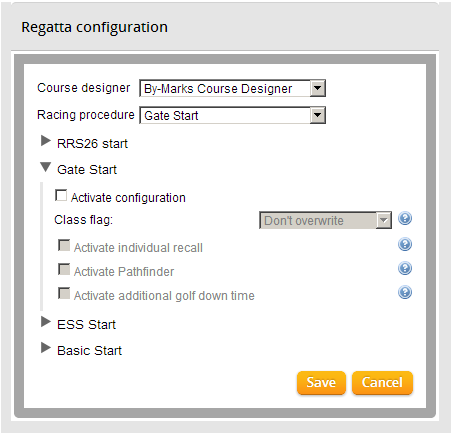 Regatta configuration
Course designer By-Marks Course Designer
Racing procedure Gate Start
RRS26 start
Gate Start
Activate configuration
Class flag: Don't overwrite
Activate individual recall
Activate Pathfinder
Activate additional golf down time
ESS Start
Basic Start
Save Cancel